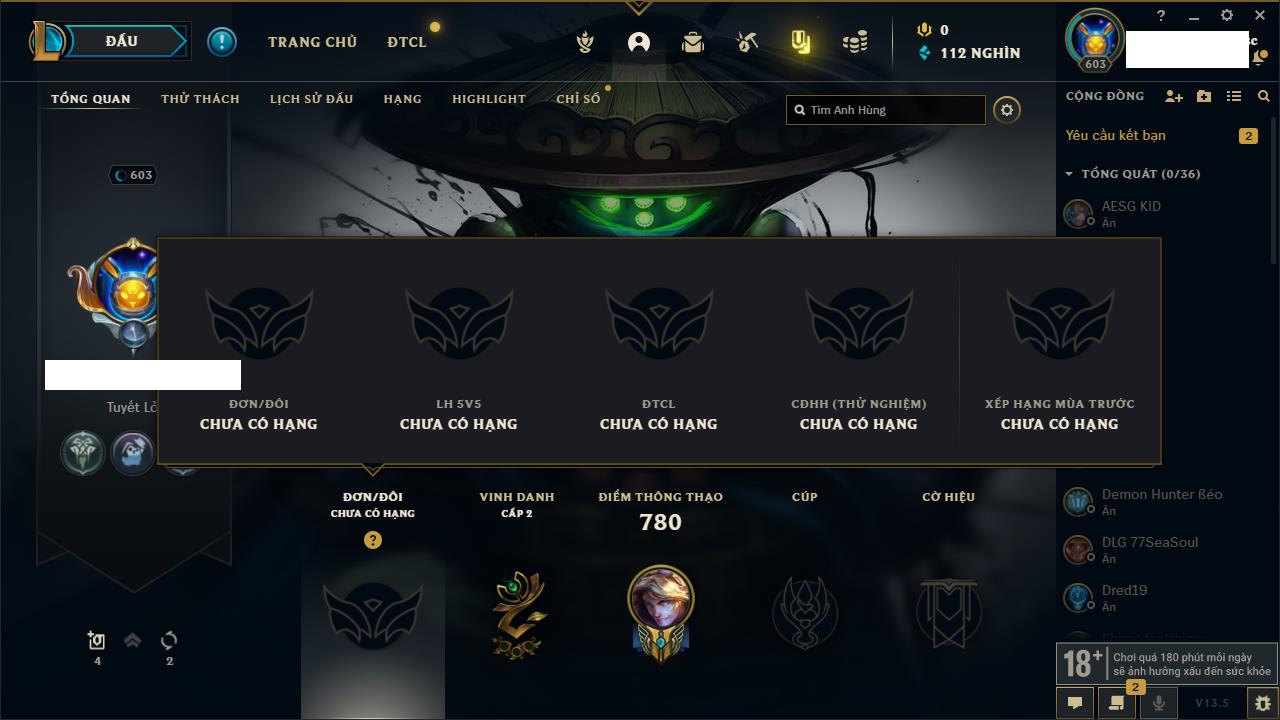 ĐẤU
TRANG CHỦ
ĐTCL
0
112 NGHÌN
?
603
TỔNG QUAN
THỬ THÁCH
LỊCH SỬ ĐẤU
HẠNG
HIGHLIGHT
CHỈ SỐ
Tìm Anh Hùng
CỘNG ĐỒNG
Yêu cầu kết bạn
2
TỔNG QUÁT (0/36)
AESG KID
Ẩn
603
ĐƠN/ĐÔI
CHƯA CÓ HẠNG
LH 5V5
CHƯA CÓ HẠNG
ĐTCL
CHƯA CÓ HẠNG
CĐHH (THỬ NGHIỆM)
CHƯA CÓ HẠNG
XẾP HẠNG MÙA TRƯỚC
CHƯA CÓ HẠNG
Tuyết Lở
ĐƠN/ĐÔI
CHƯA CÓ HẠNG
?
VINH DANH
CẤP 2
ĐIỂM THÔNG THẠO
780
CÚP
CỜ HIỆU
4
2
Demon Hunter ßéo
Ẩn
DLG 77SeaSoul
Ẩn
Dred19
Ẩn
18+
Chơi quá 180 phút mỗi ngày
sẽ ảnh hưởng xấu đến sức khỏe
2
V13.5